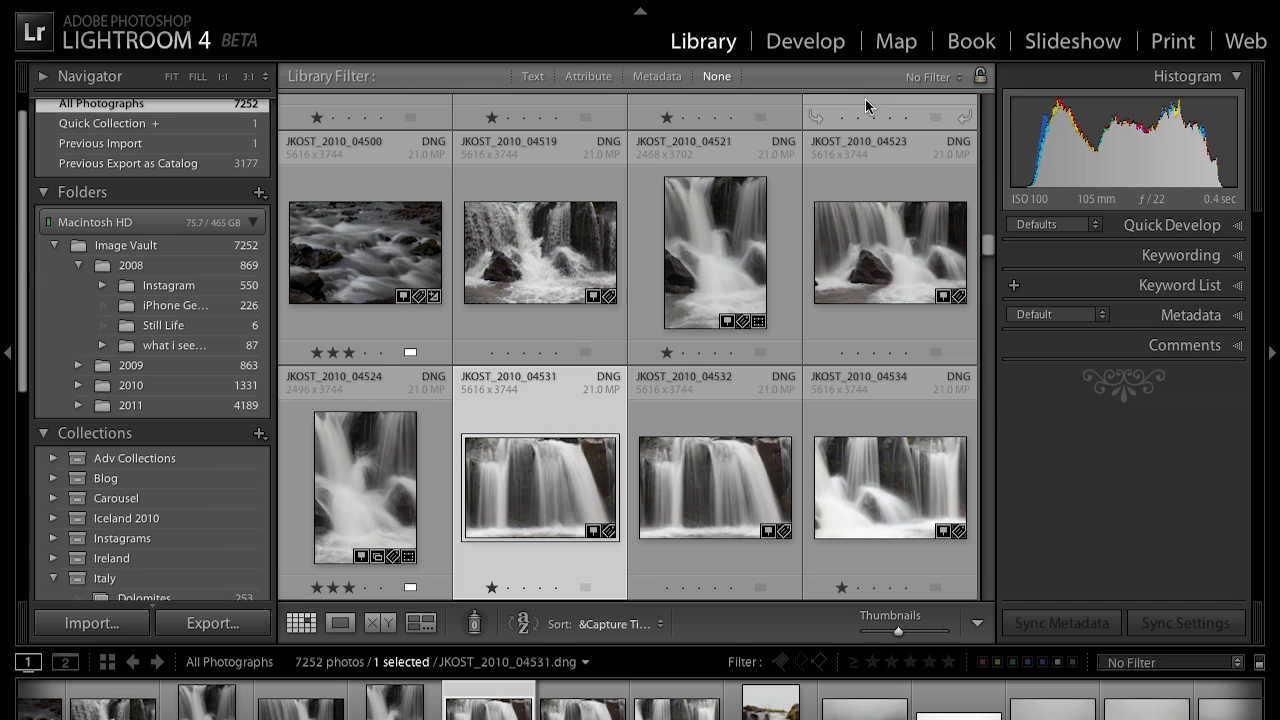 Lr ADOBE PHOTOSHOP
LIGHTROOM 4 BETA
Library Develop Map Book Slideshow Print Web
Navigator FIT FILL 1:1 3:1
Library Filter : Text Attribute Metadata None No Filter
Histogram
All Photographs 7252
Quick Collection + 1
Previous Import 1
Previous Export as Catalog 3177
Folders +
Macintosh HD 75.7 / 465 GB
Image Vault 7252
2008 869
Instagram 550
iPhone Ge... 226
Still Life 6
what i see... 87
2009 863
2010 1331
2011 4189
Collections +
Adv Collections
Blog
Carousel
Iceland 2010
Instagrams
Ireland
Italy
Dolomites 253
Import... Export...
JKOST_2010_04500 DNG
5616 x 3744 21.0 MP
JKOST_2010_04519 DNG
5616 x 3744 21.0 MP
JKOST_2010_04521 DNG
2468 x 3702 21.0 MP
JKOST_2010_04523 DNG
5616 x 3744 21.0 MP
JKOST_2010_04524 DNG
2496 x 3744 21.0 MP
JKOST_2010_04531 DNG
5616 x 3744 21.0 MP
JKOST_2010_04532 DNG
5616 x 3744 21.0 MP
JKOST_2010_04534 DNG
5616 x 3744 21.0 MP
XY Sort: &Capture Ti... Thumbnails
ISO 100 105 mm f / 22 0.4 sec
Defaults Quick Develop
Keywording
+ Keyword List
Default Metadata
Comments
Sync Metadata Sync Settings
1 2 All Photographs 7252 photos / 1 selected / JKOST_2010_04531.dng Filter : ≥ No Filter